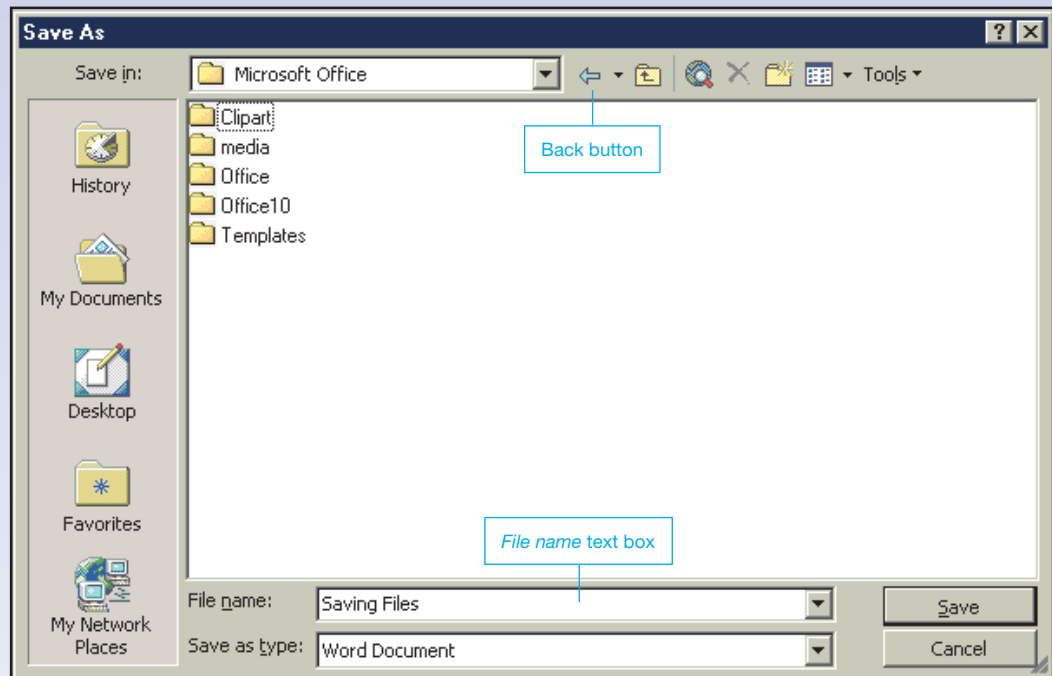 Save As
Save in:
Microsoft Office
Tools
Clipart
media
Office
Office10
Templates
Back button
History
My Documents
Desktop
Favorites
My Network
Places
File name text box
File name:
Saving Files
Save
Save as type:
Word Document
Cancel